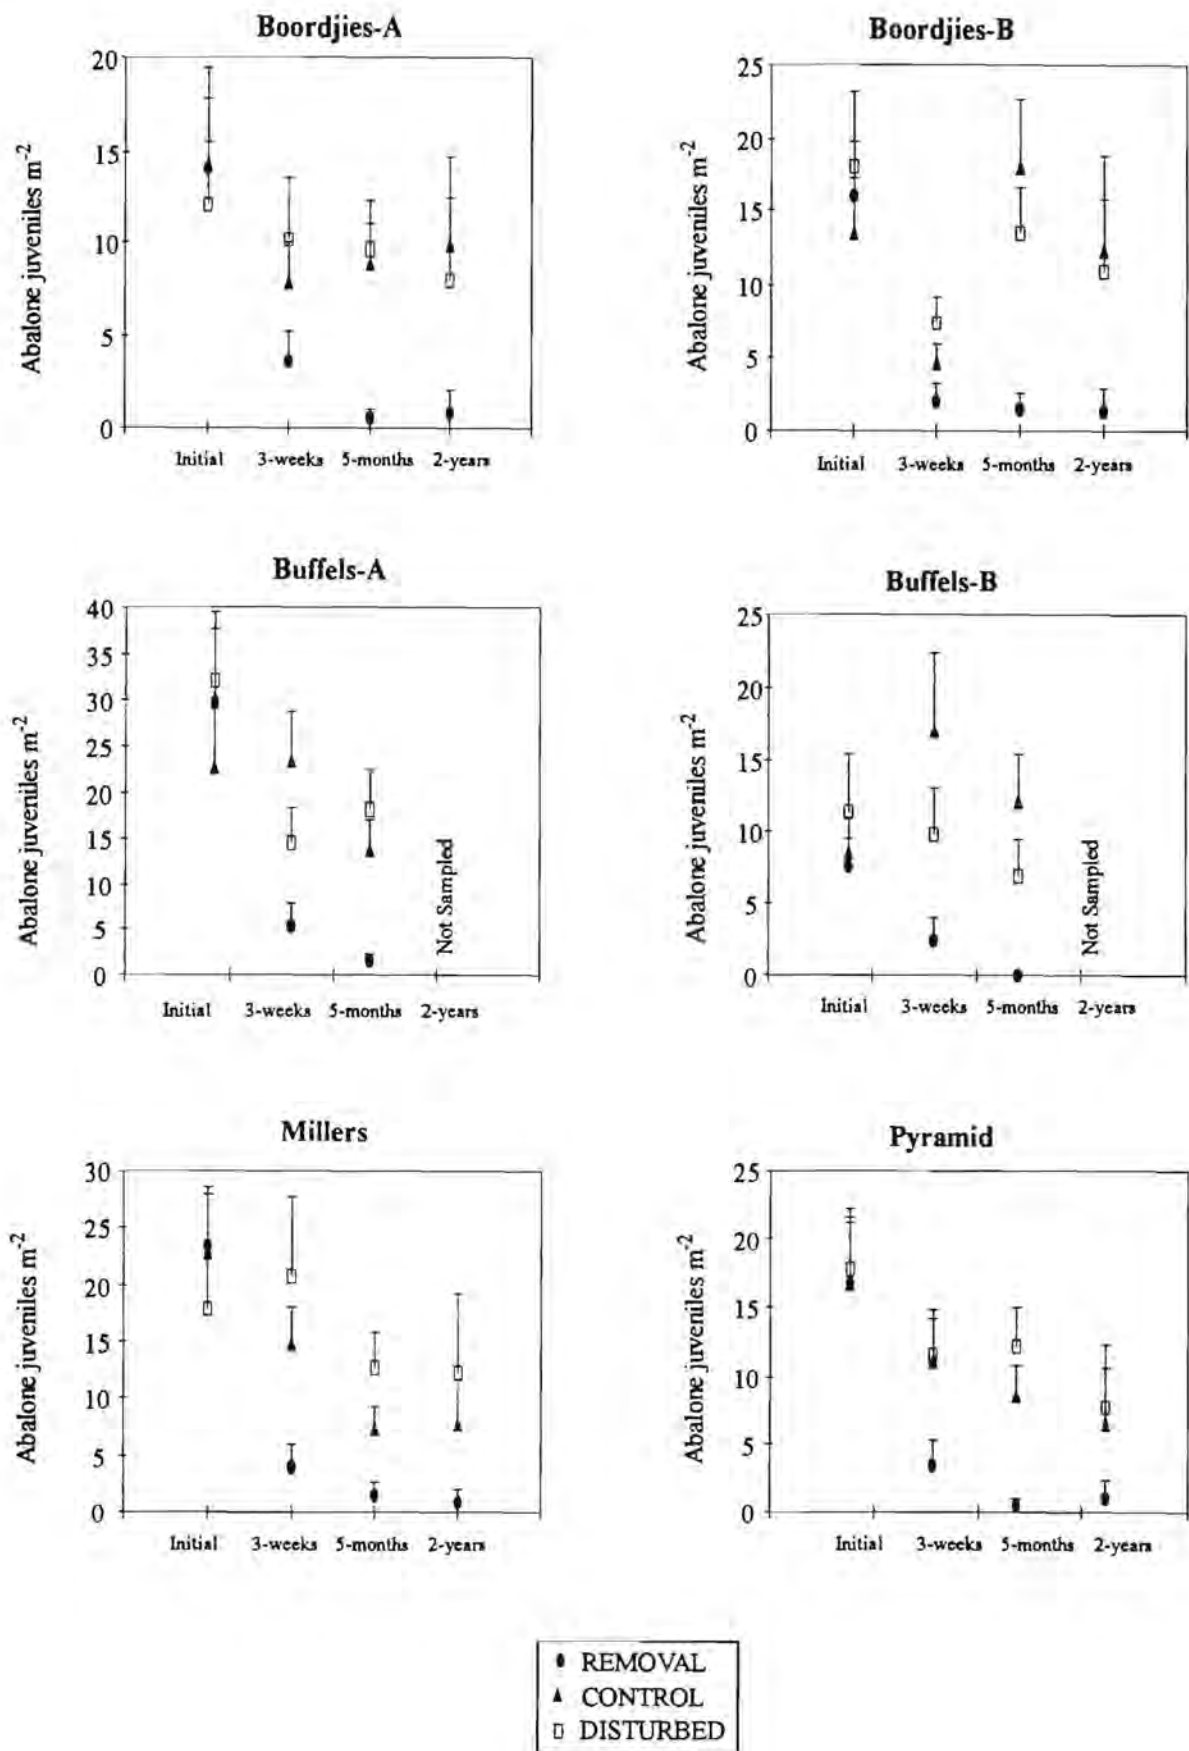 Boordjies-A
Boordjies-B
Abalone juveniles m-2
20
15
10
5
0
Initial 3-weeks 5-months 2-years
Abalone juveniles m-2
25
20
15
10
5
0
Initial 3-weeks 5-months 2-years
Buffels-A
Buffels-B
Abalone juveniles m-2
40
35
30
25
20
15
10
5
0
Not Sampled
Initial 3-weeks 5-months 2-years
Abalone juveniles m-2
25
20
15
10
5
0
Not Sampled
Initial 3-weeks 5-months 2-years
Millers
Pyramid
Abalone juveniles m-2
30
25
20
15
10
5
0
Initial 3-weeks 5-months 2-years
Abalone juveniles m-2
25
20
15
10
5
0
Initial 3-weeks 5-months 2-years
REMOVAL
CONTROL
DISTURBED